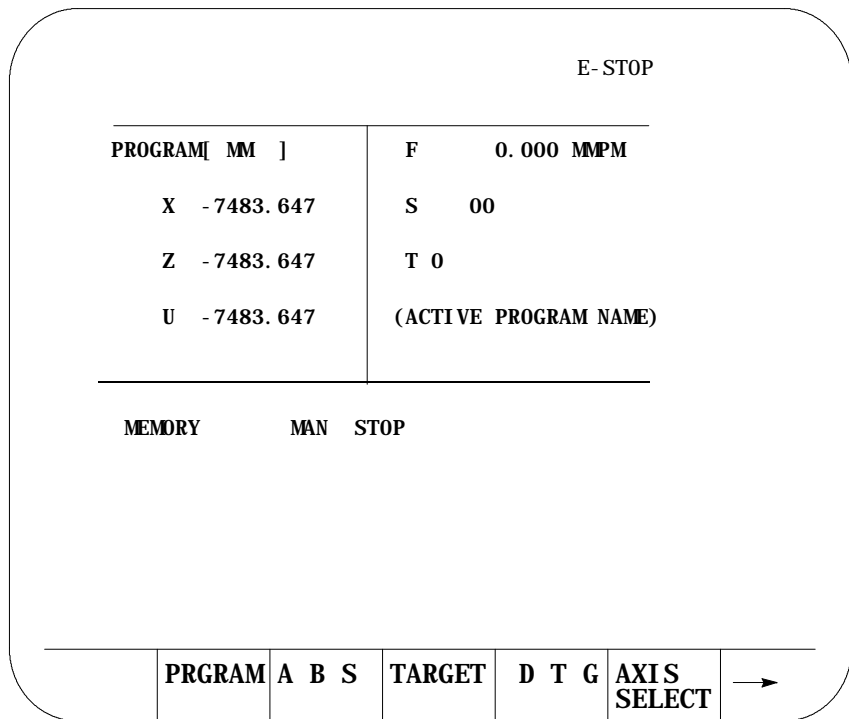 E-STOP
PROGRAM[ MM ] F 0.000 MMPM
X -7483.647 S 00
Z -7483.647 T 0
U -7483.647 (ACTIVE PROGRAM NAME)
MEMORY MAN STOP
PRGRAM A B S TARGET D T G AXIS
SELECT